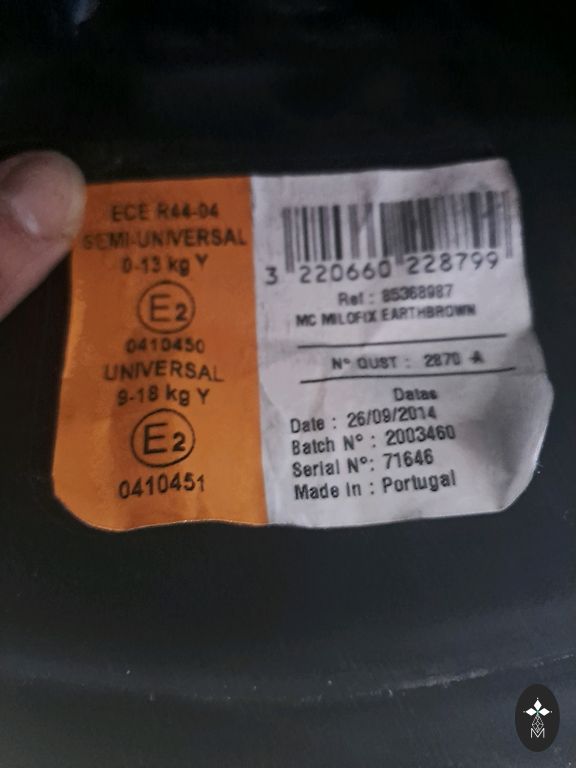 ECE R44-04
SEMI-UNIVERSAL
0-13 kg Y
E2
0410450
UNIVERSAL
9-18 kg Y
E2
0410451
3 220660 228799
Ref : 85368987
MC MILOFIX EARTHBROWN
N° QUST : 2870 A
Datas
Date : 26/09/2014
Batch N° : 2003460
Serial N°: 71646
Made in : Portugal
M